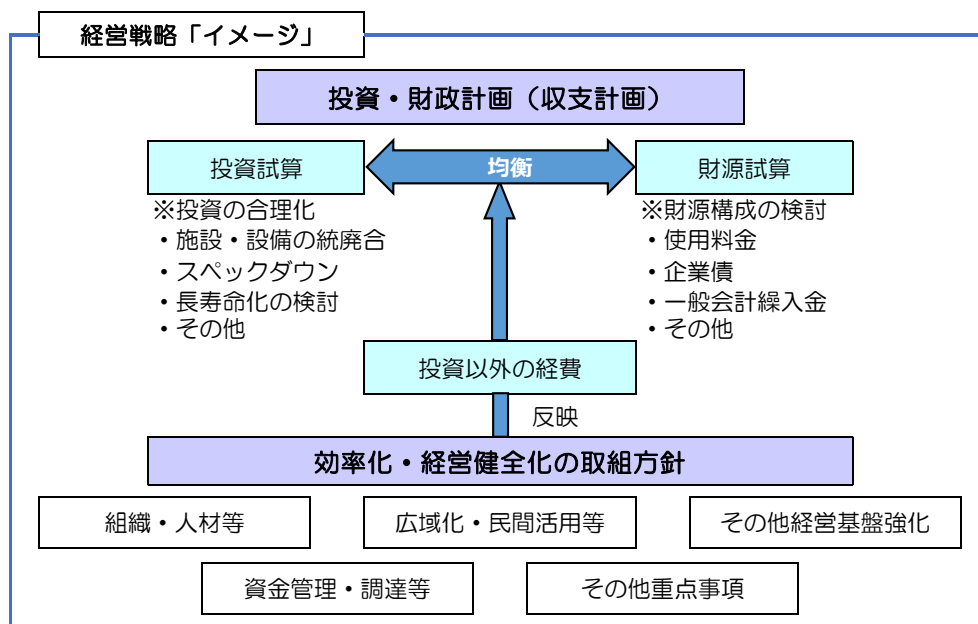 経営戦略「イメージ」
投資・財政計画（収支計画）
投資試算
均衡
財源試算
※投資の合理化
・施設・設備の統廃合
・スペックダウン
・長寿命化の検討
・その他
※財源構成の検討
・使用料金
・企業債
・一般会計繰入金
・その他
投資以外の経費
反映
効率化・経営健全化の取組方針
組織・人材等
広域化・民間活用等
その他経営基盤強化
資金管理・調達等
その他重点事項